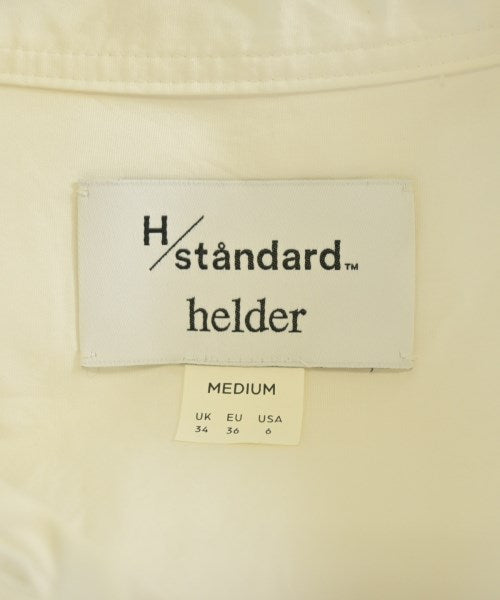 H/ståndard™
helder
MEDIUM
UK EU USA
34 36 6